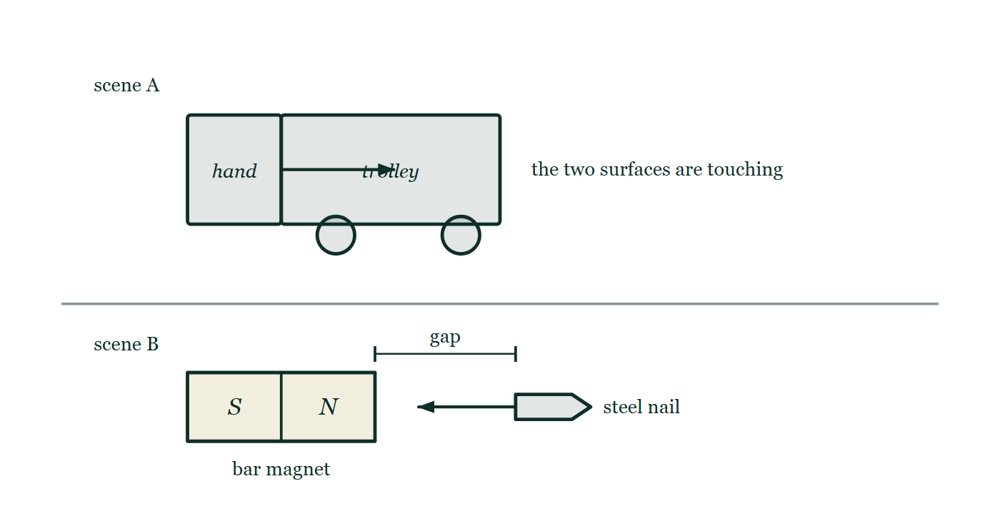 scene A
hand
trolley
the two surfaces are touching
scene B
gap
S
N
steel nail
bar magnet